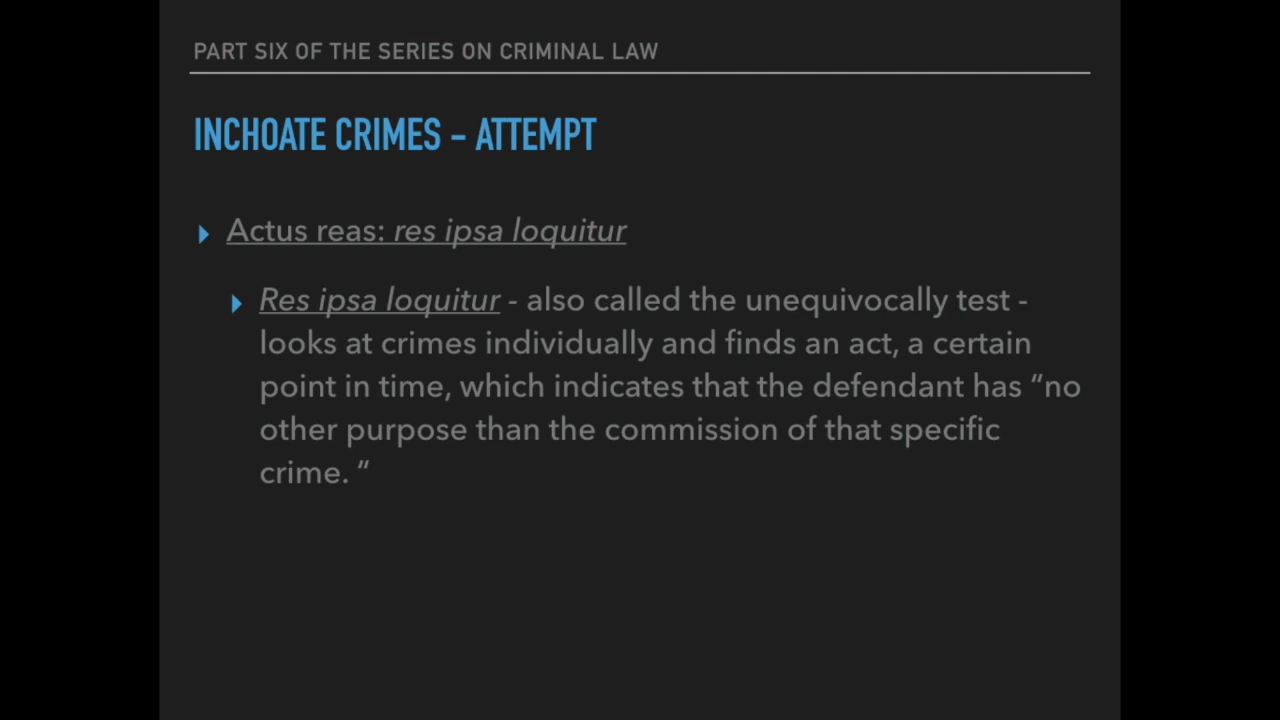 PART SIX OF THE SERIES ON CRIMINAL LAW
INCHOATE CRIMES – ATTEMPT
Actus reas: res ipsa loquitur
Res ipsa loquitur - also called the unequivocally test -
looks at crimes individually and finds an act, a certain
point in time, which indicates that the defendant has “no
other purpose than the commission of that specific
crime. ”